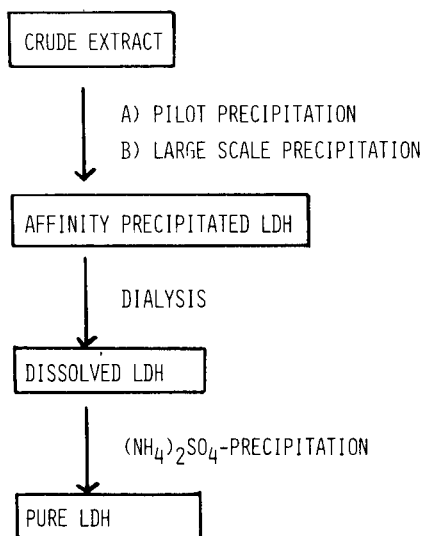 CRUDE EXTRACT
A) PILOT PRECIPITATION
B) LARGE SCALE PRECIPITATION
AFFINITY PRECIPITATED LDH
DIALYSIS
DISSOLVED LDH
(NH4)2SO4-PRECIPITATION
PURE LDH